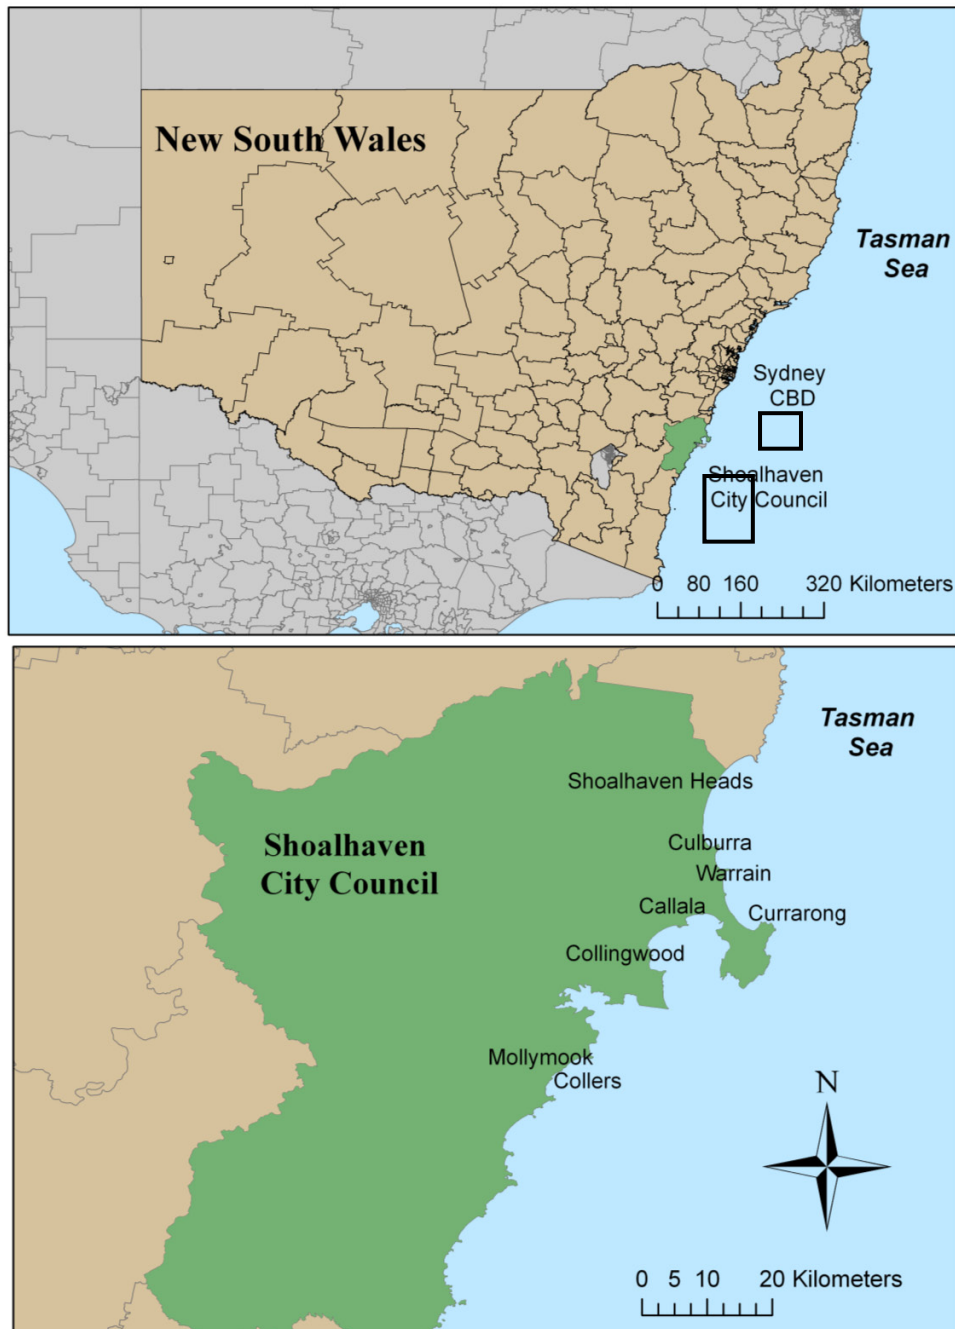 New South Wales
Tasman
Sea
Sydney
CBD
Shoalhaven
City Council
0 80 160 320 Kilometers
Tasman
Sea
Shoalhaven Heads
Shoalhaven
City Council
Culburra
Warrain
Callala
Currarong
Collingwood
Mollymook
Collers
N
0 5 10 20 Kilometers